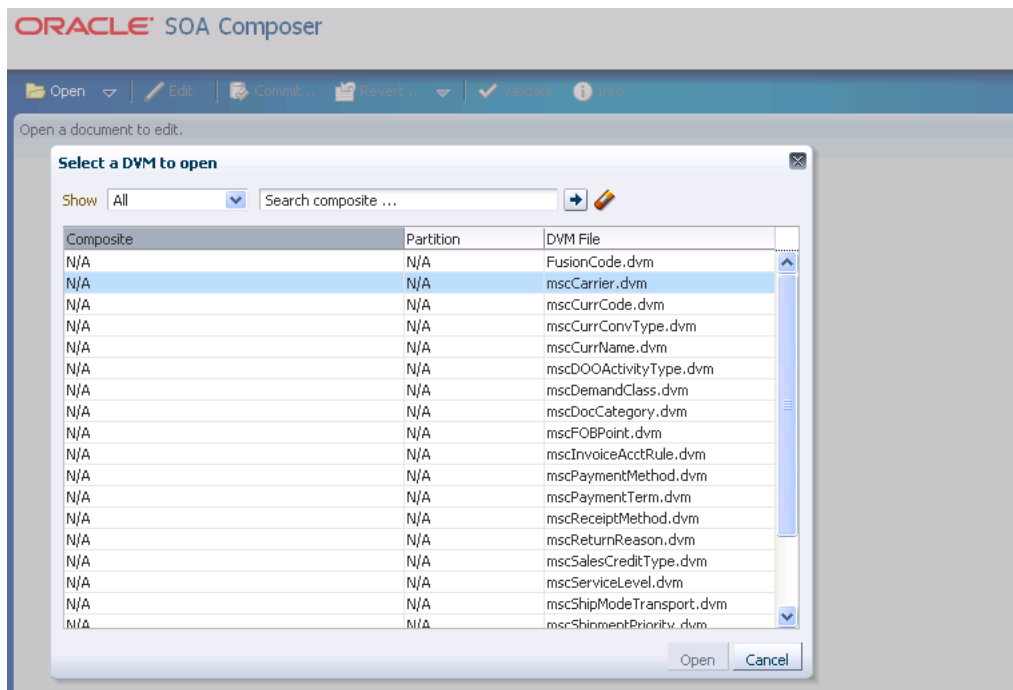 ORACLE SOA Composer
Open Edit Commit .. Revert .. Validate Info
Open a document to edit.
Select a DVM to open
Show All Search composite ...
Composite Partition DVM File
N/A N/A FusionCode.dvm
N/A N/A mscCarrier.dvm
N/A N/A mscCurrCode.dvm
N/A N/A mscCurrConvType.dvm
N/A N/A mscCurrName.dvm
N/A N/A mscDOOActivityType.dvm
N/A N/A mscDemandClass.dvm
N/A N/A mscDocCategory.dvm
N/A N/A mscFOBPoint.dvm
N/A N/A mscInvoiceAcctRule.dvm
N/A N/A mscPaymentMethod.dvm
N/A N/A mscPaymentTerm.dvm
N/A N/A mscReceiptMethod.dvm
N/A N/A mscReturnReason.dvm
N/A N/A mscSalesCreditType.dvm
N/A N/A mscServiceLevel.dvm
N/A N/A mscShipModeTransport.dvm
N/A N/A mscShipmentPriority.dvm
Open Cancel